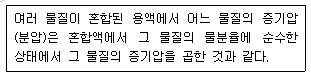 여러 물질이 혼합된 용액에서 어느 물질의 증기압
(분압)은 혼합액에서 그 물질의 몰분율에 순수한
상태에서 그 물질의 증기압을 곱한 것과 같다.